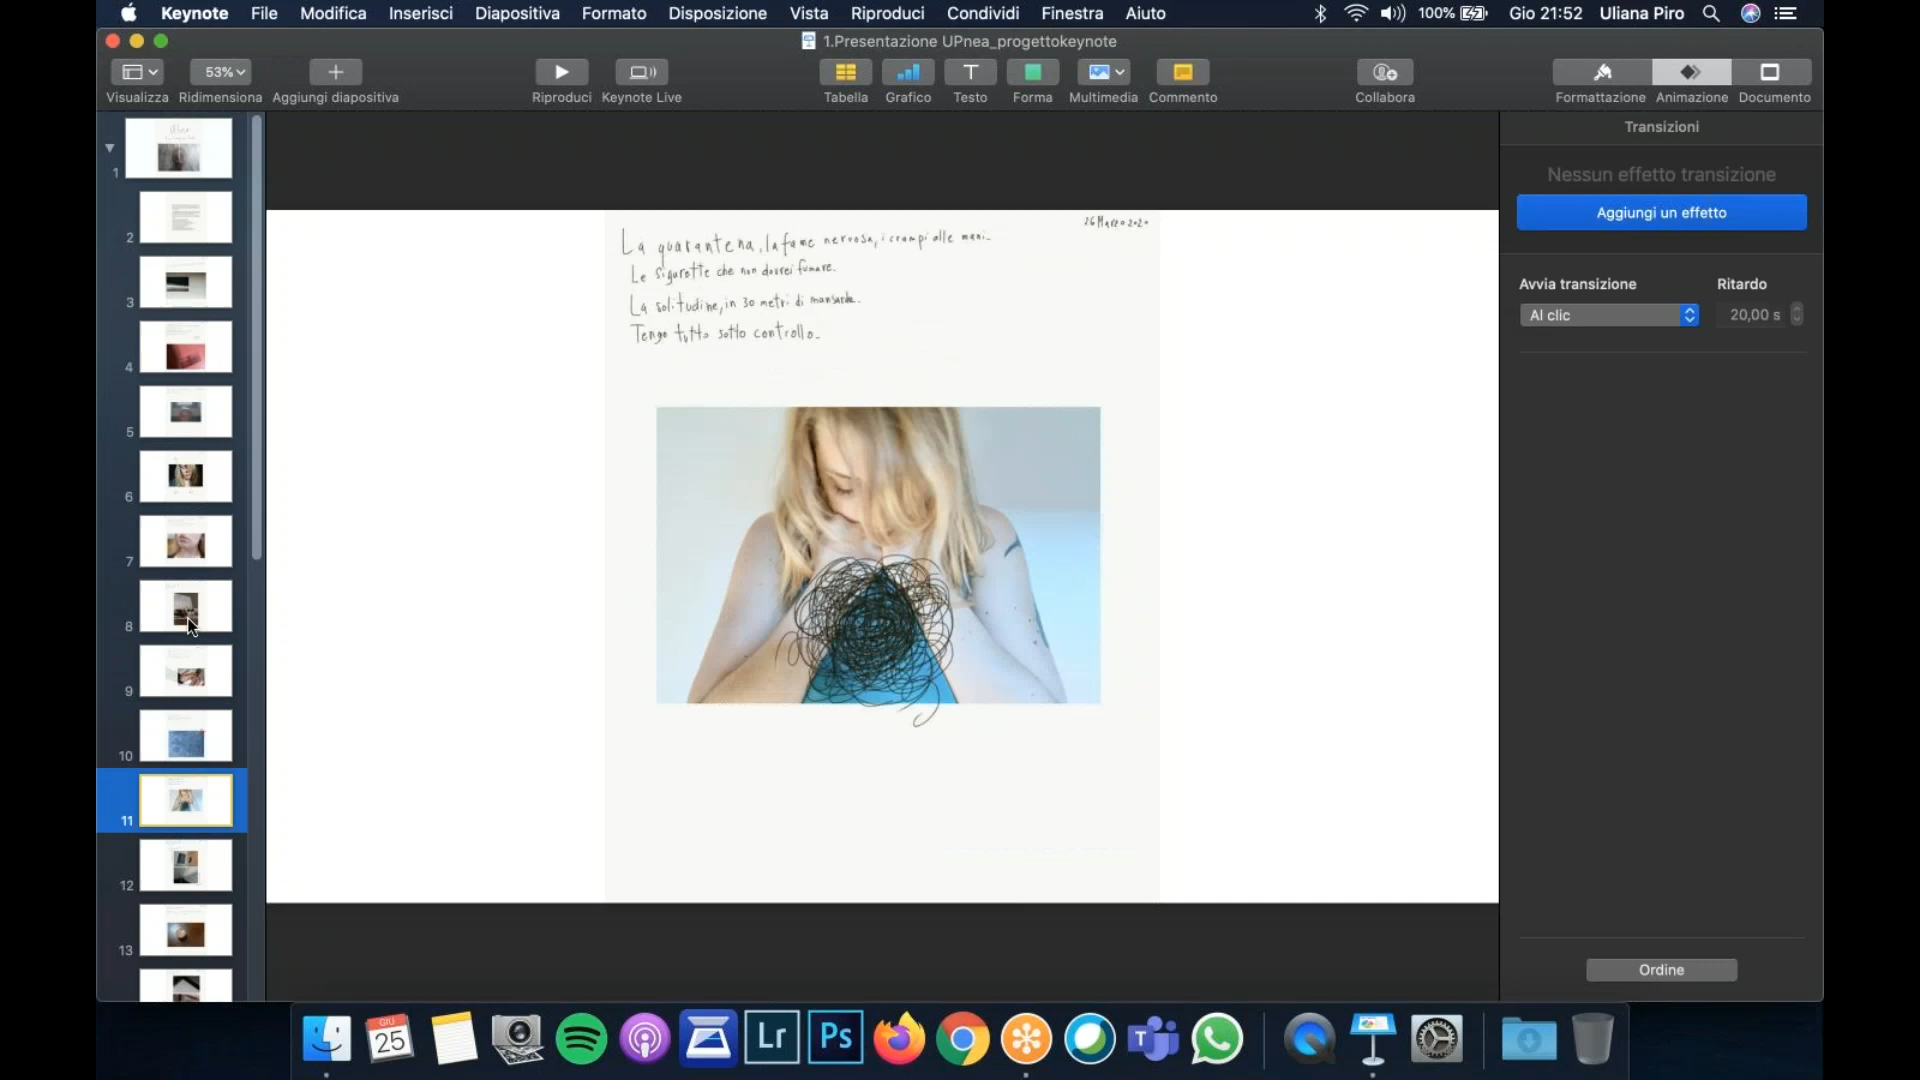 Keynote File Modifica Inserisci Diapositiva Formato Disposizione Vista Riproduci Condividi Finestra Aiuto 100% Gio 21:52 Uliana Piro
1.Presentazione UPnea_progettokeynote
53%
Visualizza Ridimensiona Aggiungi diapositiva Riproduci Keynote Live Tabella Grafico Testo Forma Multimedia Commento Collabora Formattazione Animazione Documento
Transizioni
Nessun effetto transizione
Aggiungi un effetto
Avvia transizione Ritardo
Al clic 20,00 s
Ordine
26 Marzo 2020
La quarantena, la fame nervosa, i crampi alle mani.
Le sigarette che non dovrei fumare.
La solitudine, in 30 metri di mansarda.
Tengo tutto sotto controllo.
1
2
3
4
5
6
7
8
9
10
11
12
13
GIU
25
Lr
Ps
T